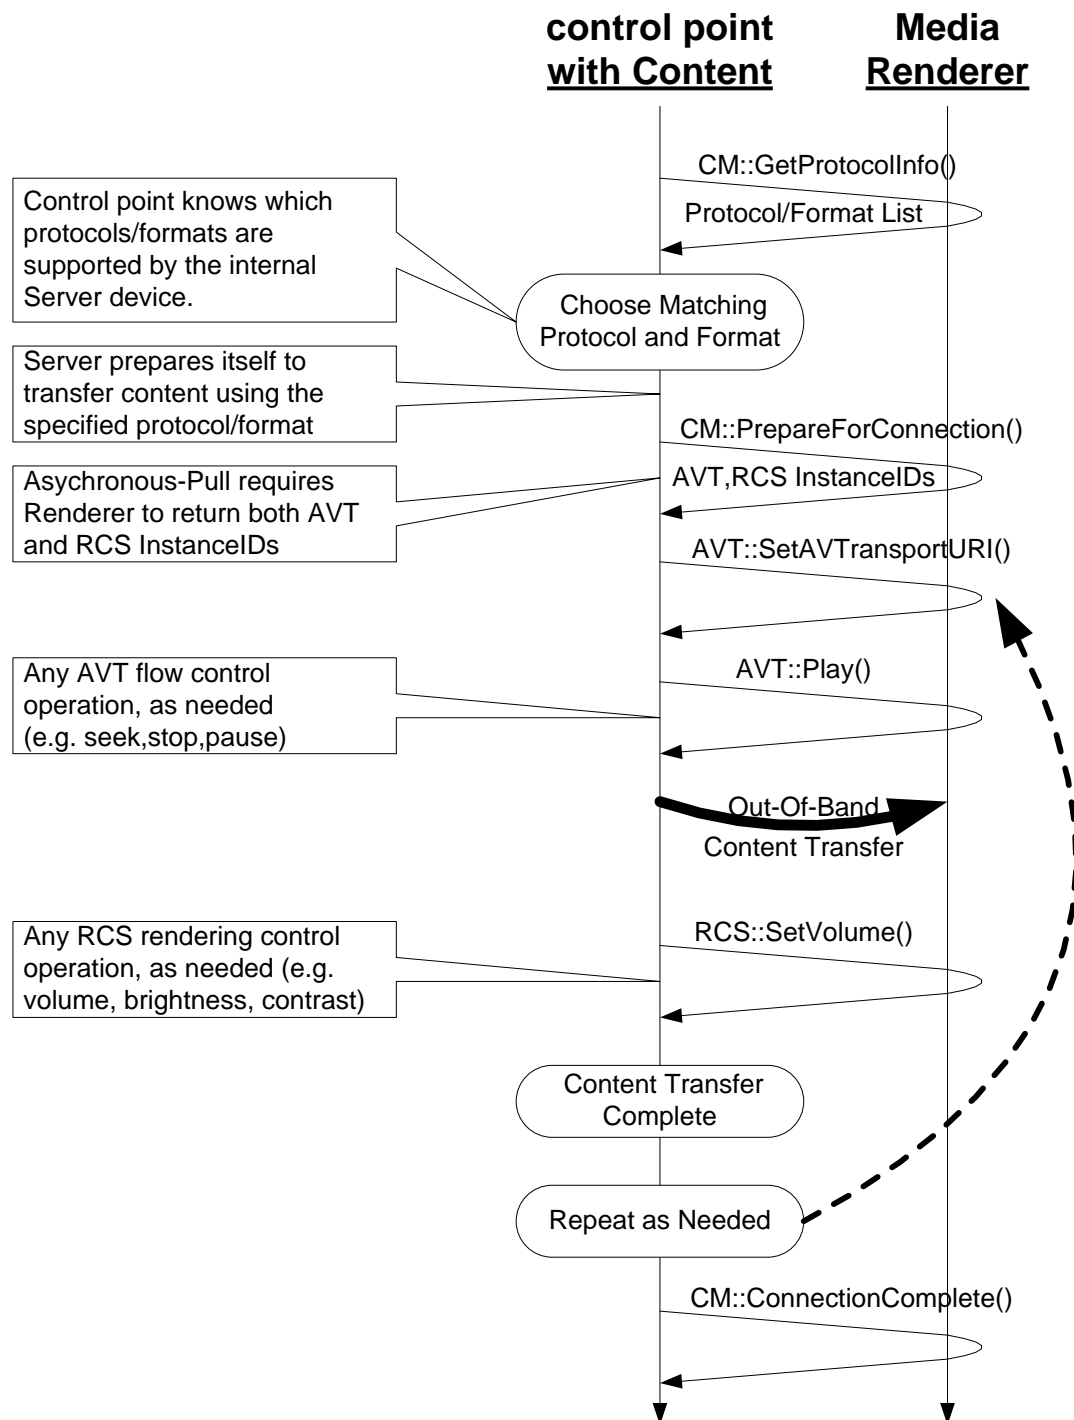 control point
with Content
Media
Renderer
CM::GetProtocolInfo()
Protocol/Format List
Control point knows which
protocols/formats are
supported by the internal
Server device.
Choose Matching
Protocol and Format
Server prepares itself to
transfer content using the
specified protocol/format
CM::PrepareForConnection()
AVT,RCS InstanceIDs
Asychronous-Pull requires
Renderer to return both AVT
and RCS InstanceIDs
AVT::SetAVTransportURI()
Any AVT flow control
operation, as needed
(e.g. seek,stop,pause)
AVT::Play()
Out-Of-Band
Content Transfer
Any RCS rendering control
operation, as needed (e.g.
volume, brightness, contrast)
RCS::SetVolume()
Content Transfer
Complete
Repeat as Needed
CM::ConnectionComplete()